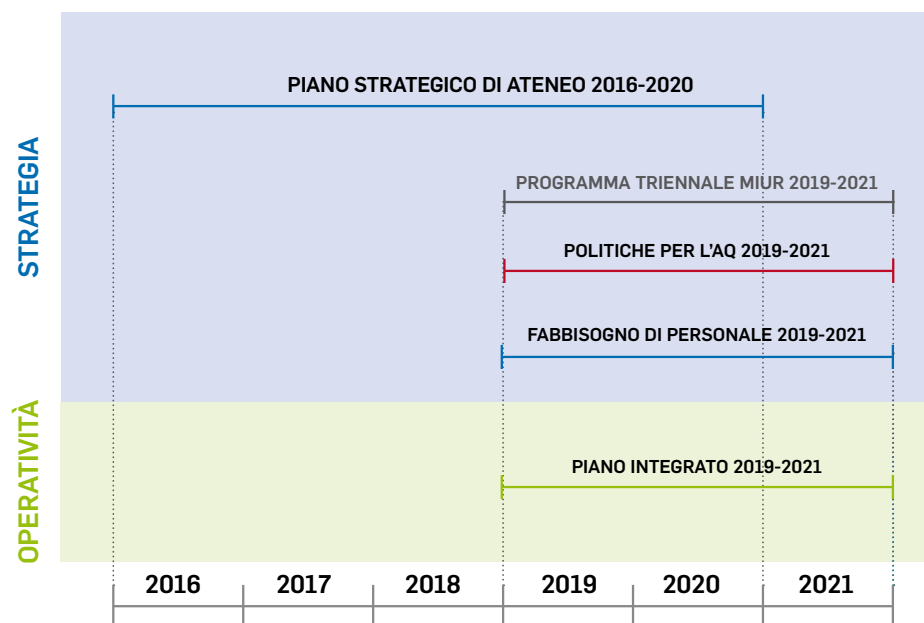 STRATEGIA
PIANO STRATEGICO DI ATENEO 2016-2020
PROGRAMMA TRIENNALE MIUR 2019-2021
POLITICHE PER L'AQ 2019-2021
FABBISOGNO DI PERSONALE 2019-2021
OPERATIVITÀ
PIANO INTEGRATO 2019-2021
2016 2017 2018 2019 2020 2021